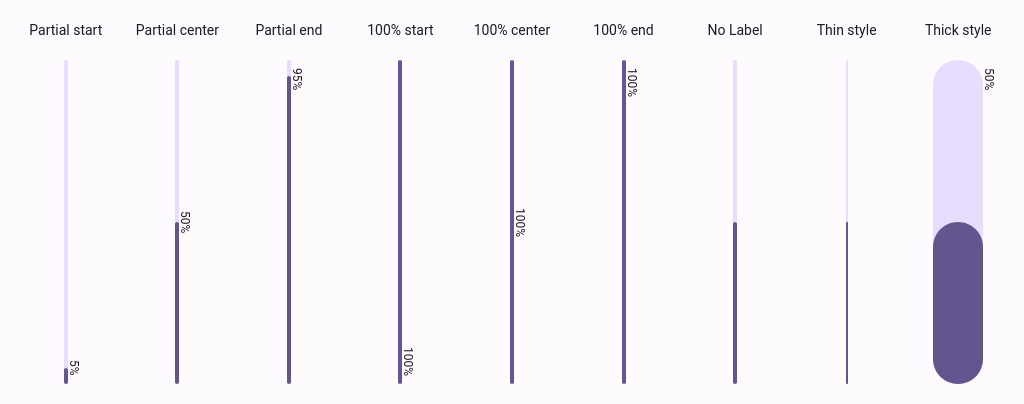 Partial start
Partial center
Partial end
100% start
100% center
100% end
No Label
Thin style
Thick style
5%
50%
95%
100%
100%
100%
50%